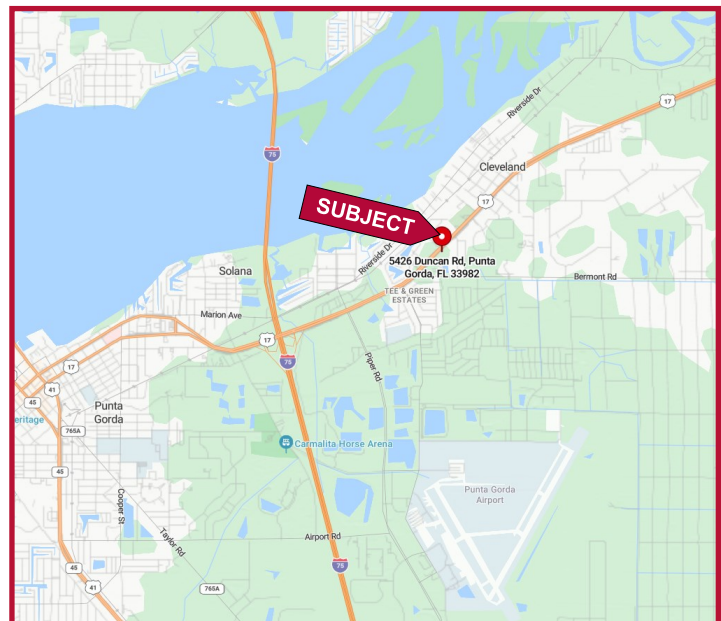 Riverside Dr
17
75
Cleveland
17
SUBJECT
5426 Duncan Rd, Punta
Gorda, FL 33982
Riverside Dr
Solana
Bermont Rd
TEE & GREEN
ESTATES
Marion Ave
17
75
Piper Rd
17
41
45
Punta
Gorda
eritage
765A
Carmalita Horse Arena
45
Punta Gorda
Airport
Cooper St
Taylor Rd
Airport Rd
75
45
41
765A